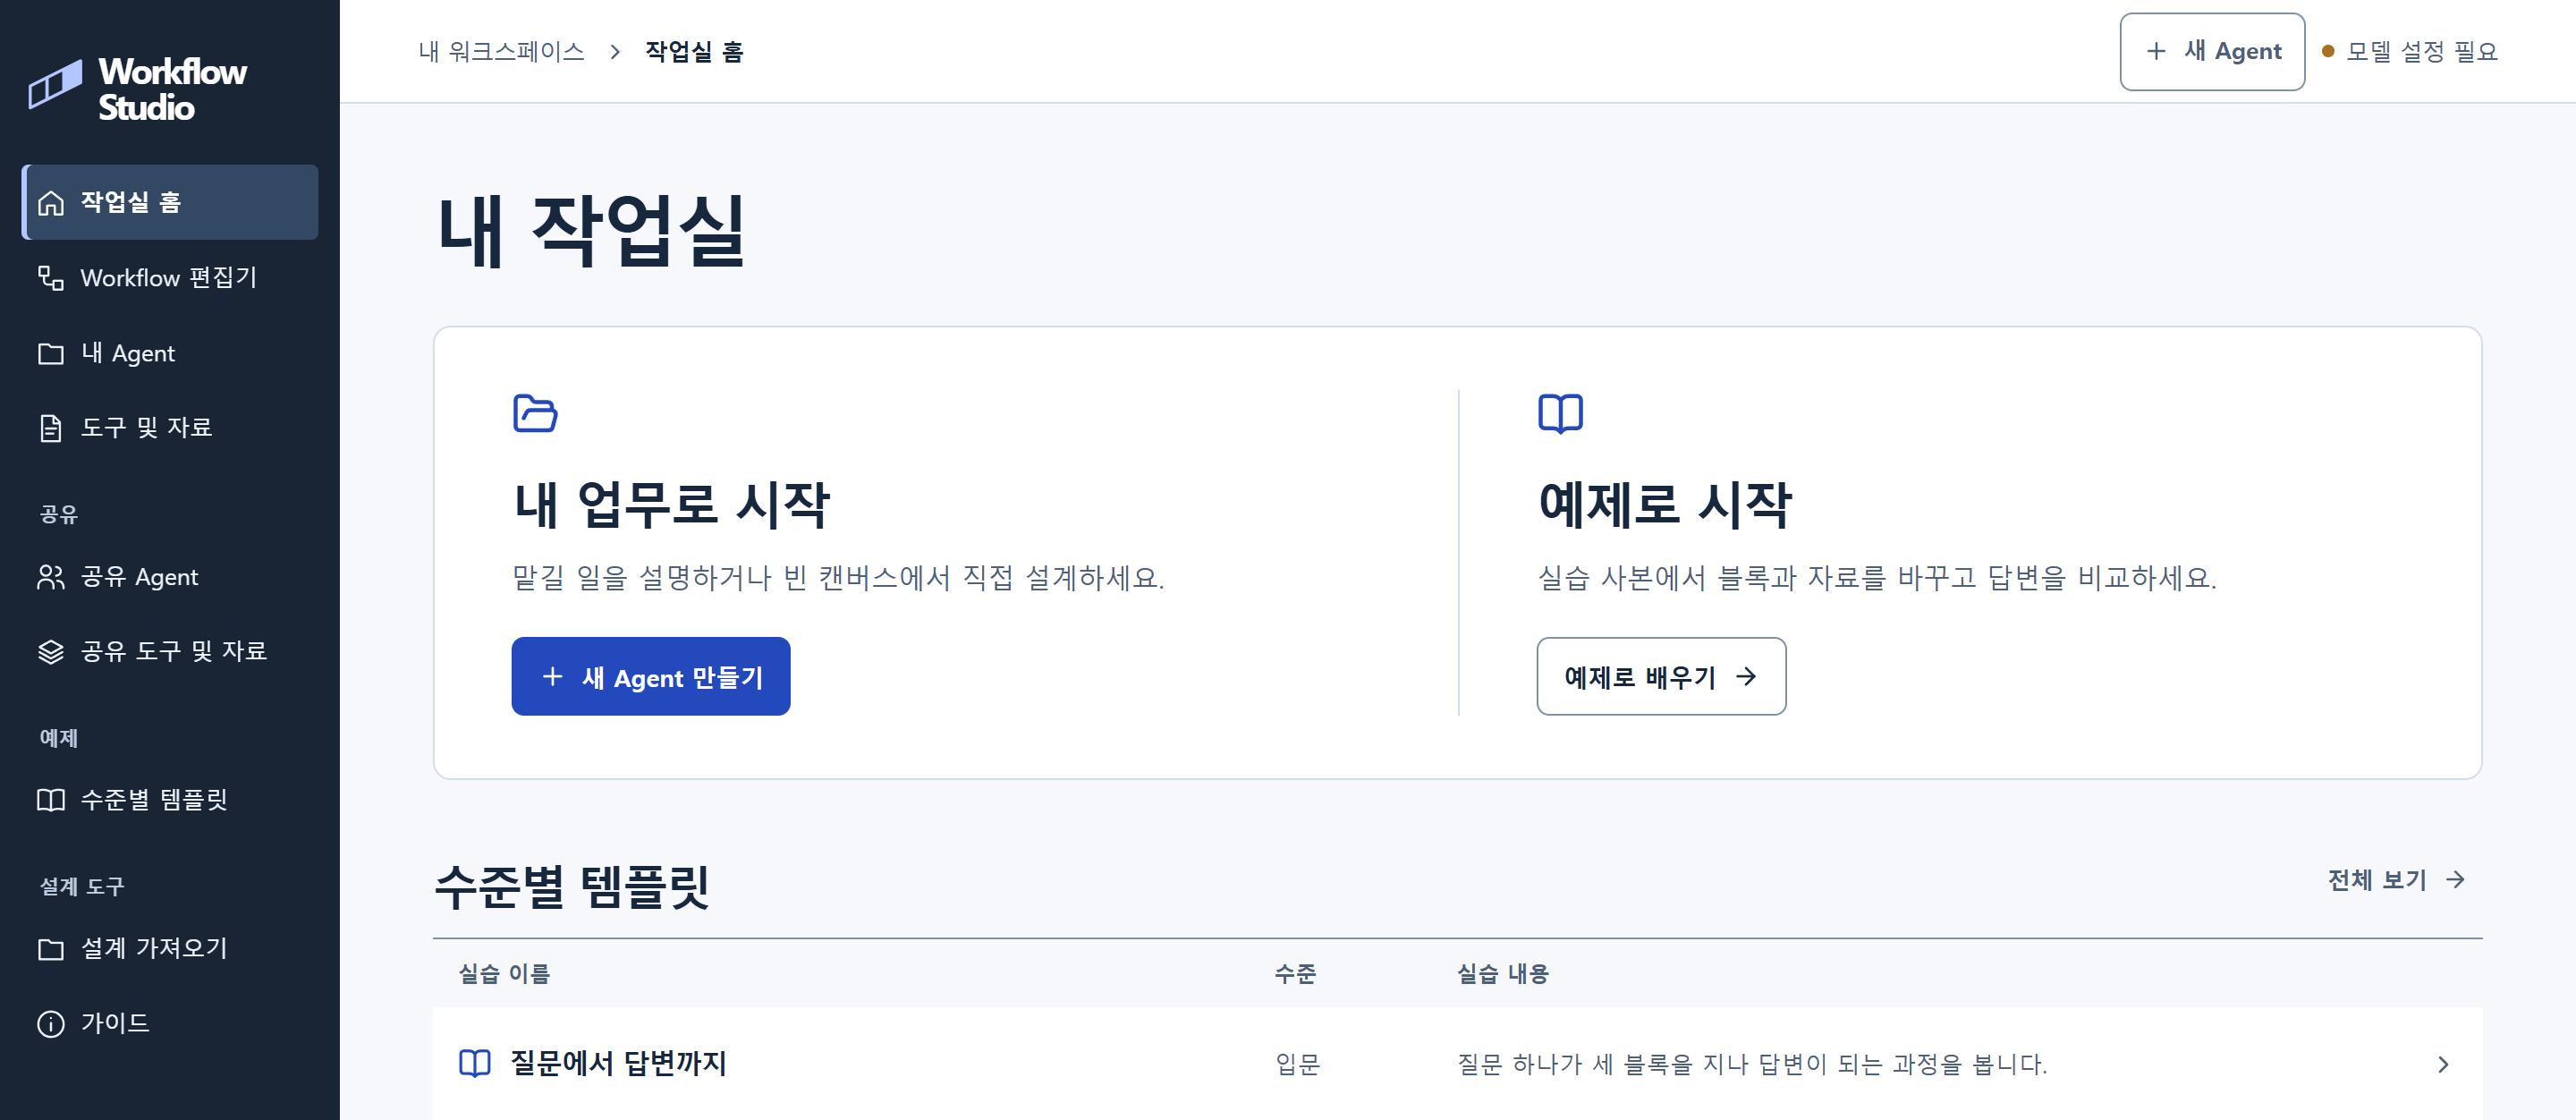 Workflow
Studio
작업실 홈
Workflow 편집기
내 Agent
도구 및 자료
공유
공유 Agent
공유 도구 및 자료
예제
수준별 템플릿
설계 도구
설계 가져오기
가이드
내 워크스페이스 > 작업실 홈
+ 새 Agent
모델 설정 필요
내 작업실
내 업무로 시작
맡길 일을 설명하거나 빈 캔버스에서 직접 설계하세요.
+ 새 Agent 만들기
예제로 시작
실습 사본에서 블록과 자료를 바꾸고 답변을 비교하세요.
예제로 배우기 →
수준별 템플릿
전체 보기 →
실습 이름 수준 실습 내용
질문에서 답변까지 입문 질문 하나가 세 블록을 지나 답변이 되는 과정을 봅니다.